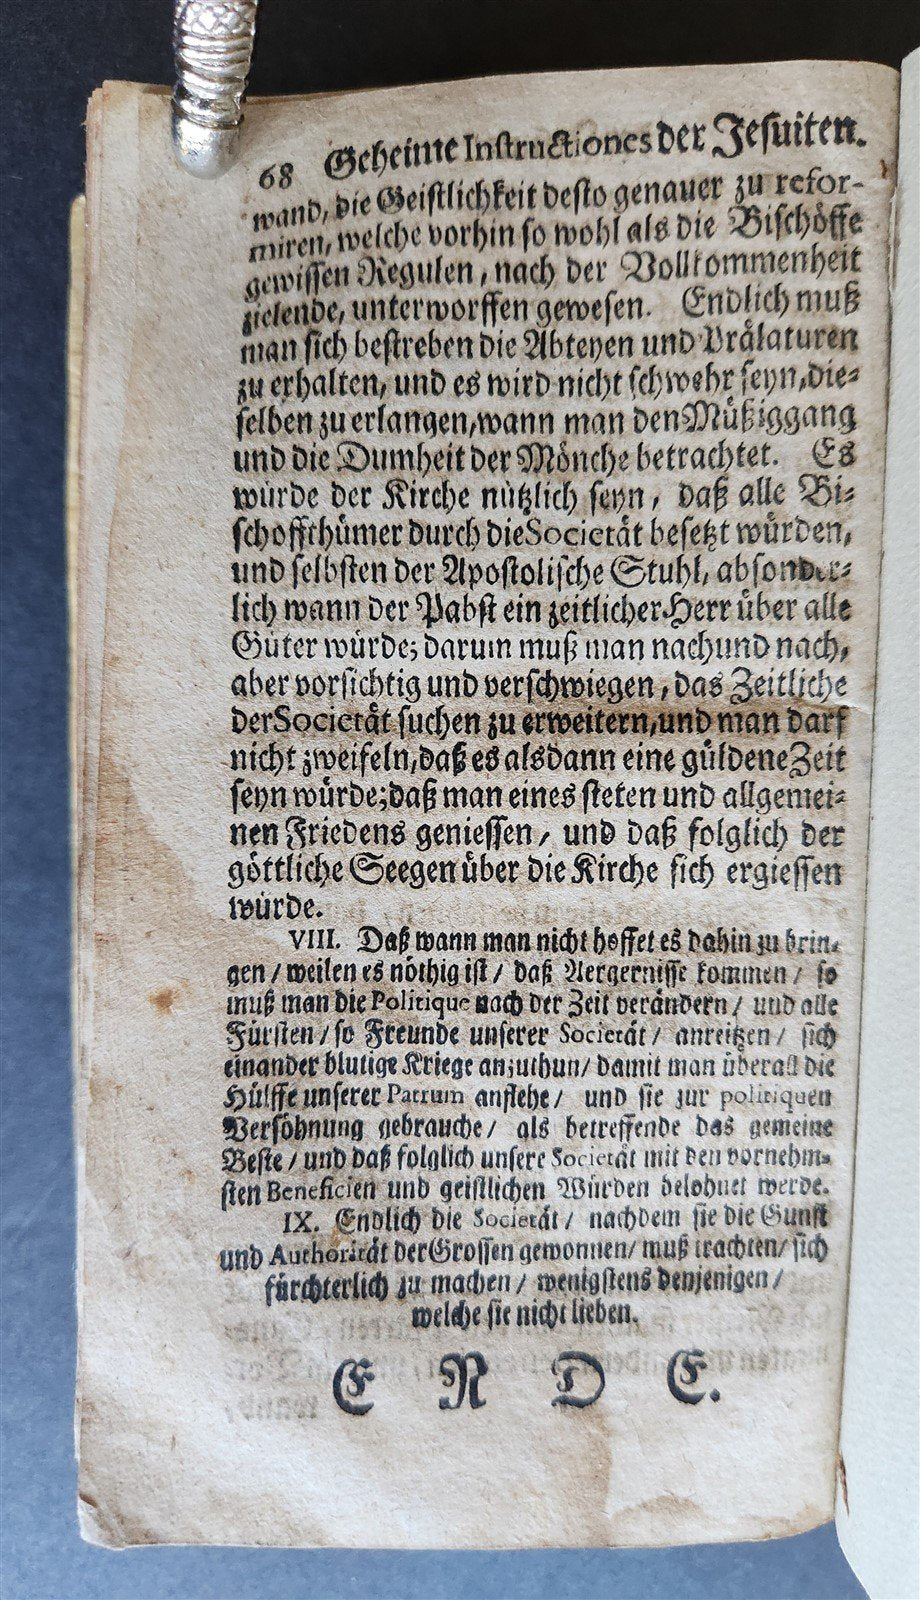 68 Geheime Instructiones der Jesuiten.
wand, die Geistlichkeit desto genauer zu refor-
miren, welche vorhin so wohl als die Bischöffe
gewissen Regulen, nach der Vollkommenheit
zielende, unterworffen gewesen. Endlich muß
man sich bestreben die Abteyen und Prälaturen
zu erhalten, und es wird nicht schwehr seyn, die-
selben zu erlangen, wann man den Müßiggang
und die Dumheit der Mönche betrachtet. Es
würde der Kirche nützlich seyn, daß alle Bi-
schoffthümer durch die Societät besetzt würden,
und selbsten der Apostolische Stuhl, absonder-
lich wann der Pabst ein zeitlicher Herr über alle
Güter würde; darum muß man nach und nach,
aber vorsichtig und verschwiegen, das Zeitliche
der Societät suchen zu erweitern, und man darf
nicht zweifeln, daß es alsdann eine güldene Zeit
seyn würde; daß man eines steten und allgemei-
nen Friedens geniessen, und daß folglich der
göttliche Seegen über die Kirche sich ergiessen
würde.
VIII. Daß wann man nicht hoffet es dahin zu brin-
gen / weilen es nöthig ist / daß Aergernisse kommen / so
muß man die Politique nach der Zeit verändern / und alle
Fürsten / so Freunde unserer Societät / anreitzen / sich
einander blutige Kriege anzuthun / damit man überall die
Hülffe unserer Patrum anflehe / und sie zur politiquen
Versöhnung gebrauche / als betreffende das gemeine
Beste / und daß folglich unsere Societät mit den vornehm-
sten Beneficien und geistlichen Würden belohnet werde.
IX. Endlich die Societät / nachdem sie die Gunst
und Authorität der Grossen gewonnen / muß trachten / sich
fürchterlich zu machen / wenigstens denjenigen /
welche sie nicht lieben.
E N D E.